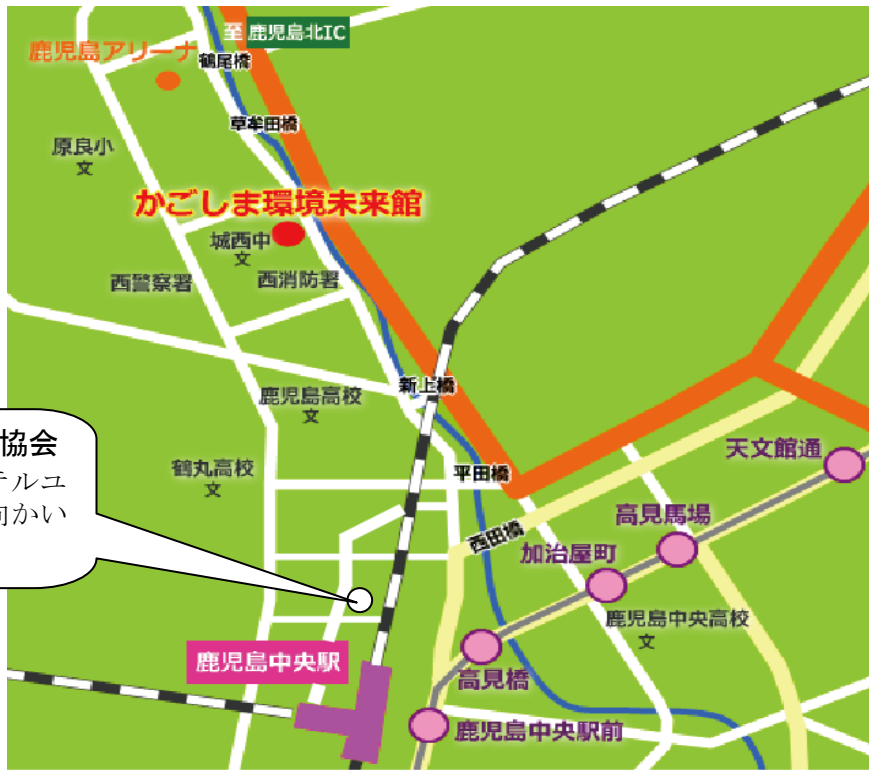 至 鹿児島北IC
鹿児島アリーナ
鶴尾橋
草牟田橋
原良小
文
かごしま環境未来館
城西中
文
西警察署
西消防署
新上橋
鹿児島高校
文
協会
テルユ
向かい
鶴丸高校
文
平田橋
天文館通
高見馬場
西田橋
加治屋町
鹿児島中央高校
文
鹿児島中央駅
高見橋
鹿児島中央駅前